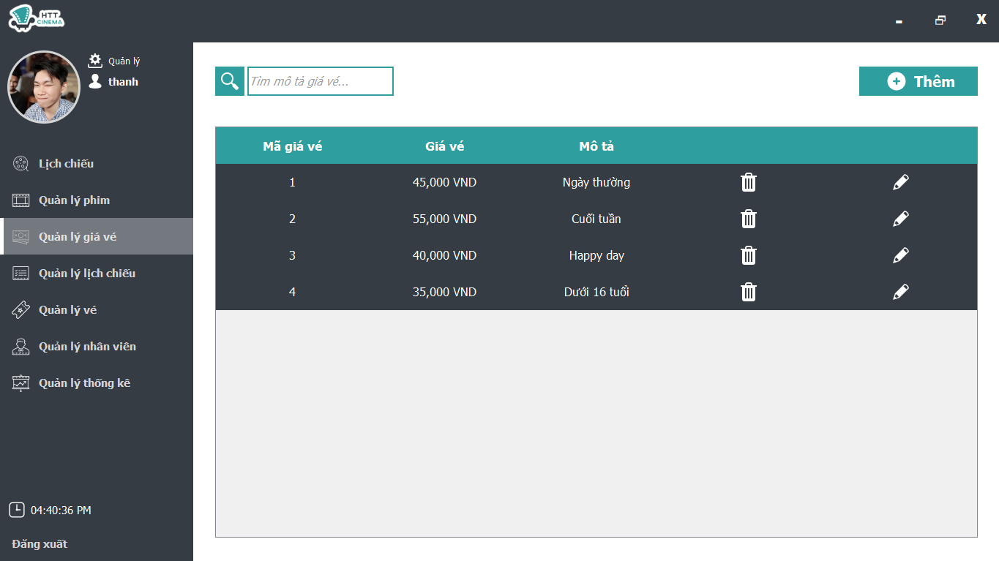 HTT
CINEMA
X
Quản lý
thanh
Tìm mô tả giá vé...
Thêm
Lịch chiếu
Quản lý phim
Quản lý giá vé
Quản lý lịch chiếu
Quản lý vé
Quản lý nhân viên
Quản lý thống kê
Mã giá vé Giá vé Mô tả
1 45,000 VND Ngày thường
2 55,000 VND Cuối tuần
3 40,000 VND Happy day
4 35,000 VND Dưới 16 tuổi
04:40:36 PM
Đăng xuất